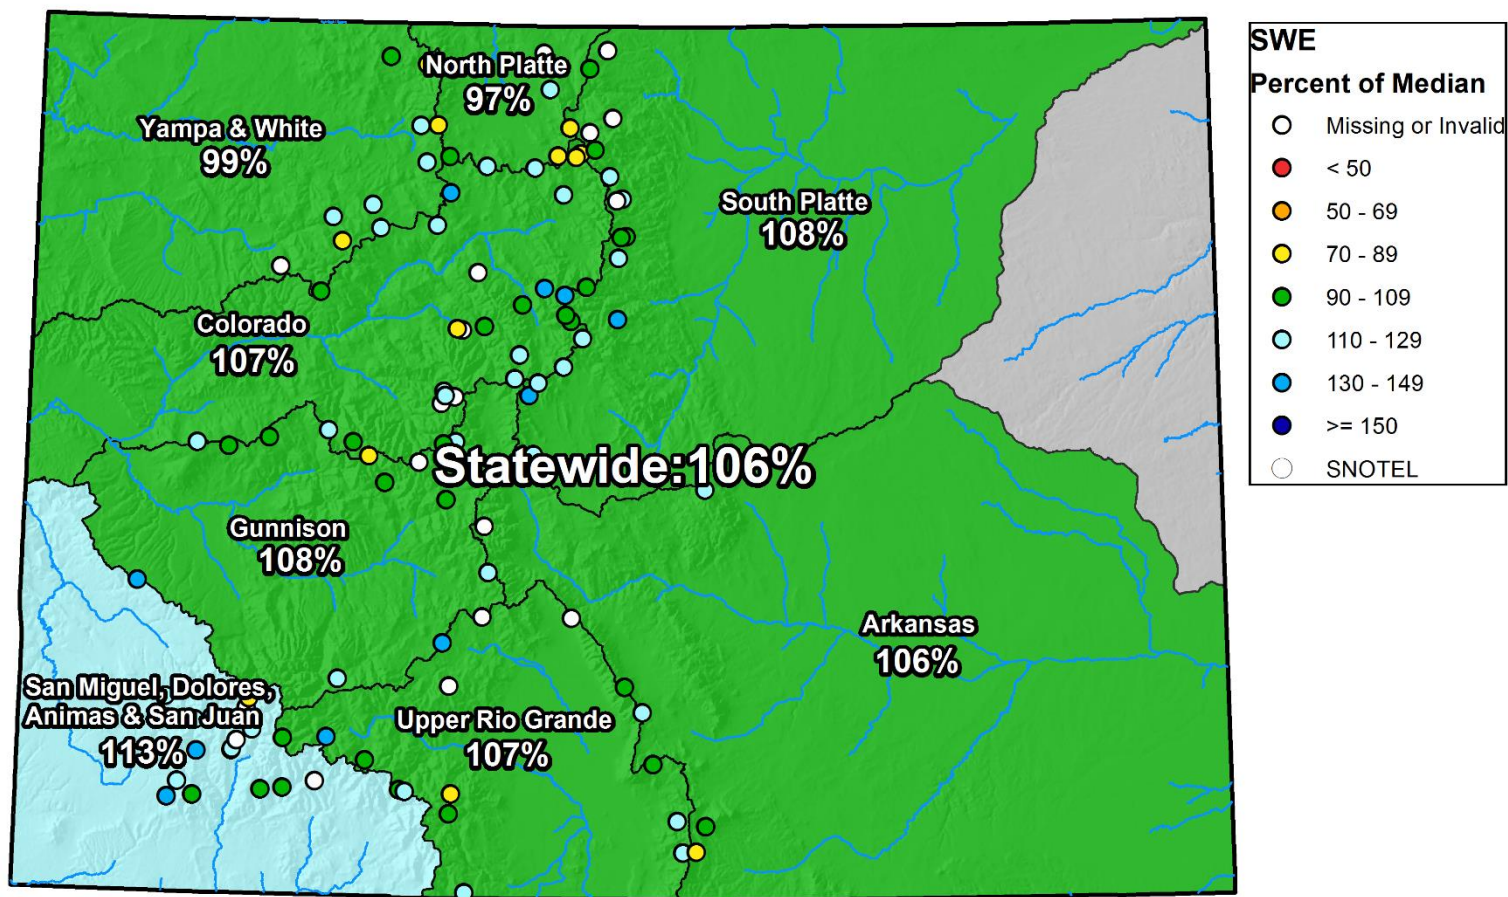 North Platte
97%
Yampa & White
99%
South Platte
108%
Colorado
107%
Statewide:106%
Gunnison
108%
Arkansas
106%
San Miguel, Dolores,
Animas & San Juan
113%
Upper Rio Grande
107%
SWE
Percent of Median
Missing or Invalid
< 50
50 - 69
70 - 89
90 - 109
110 - 129
130 - 149
>= 150
SNOTEL